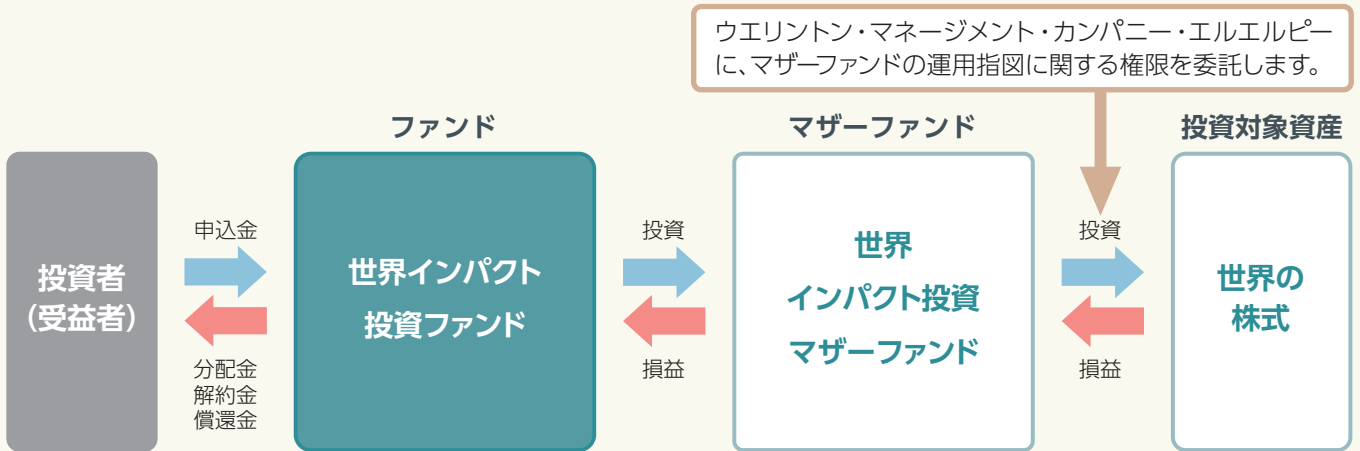 ウエリントン・マネージメント・カンパニー・エルエルピー
に、マザーファンドの運用指図に関する権限を委託します。
ファンド
マザーファンド
投資対象資産
投資者
(受益者)
申込金
分配金
解約金
償還金
世界インパクト
投資ファンド
投資
損益
世界
インパクト投資
マザーファンド
投資
損益
世界の
株式